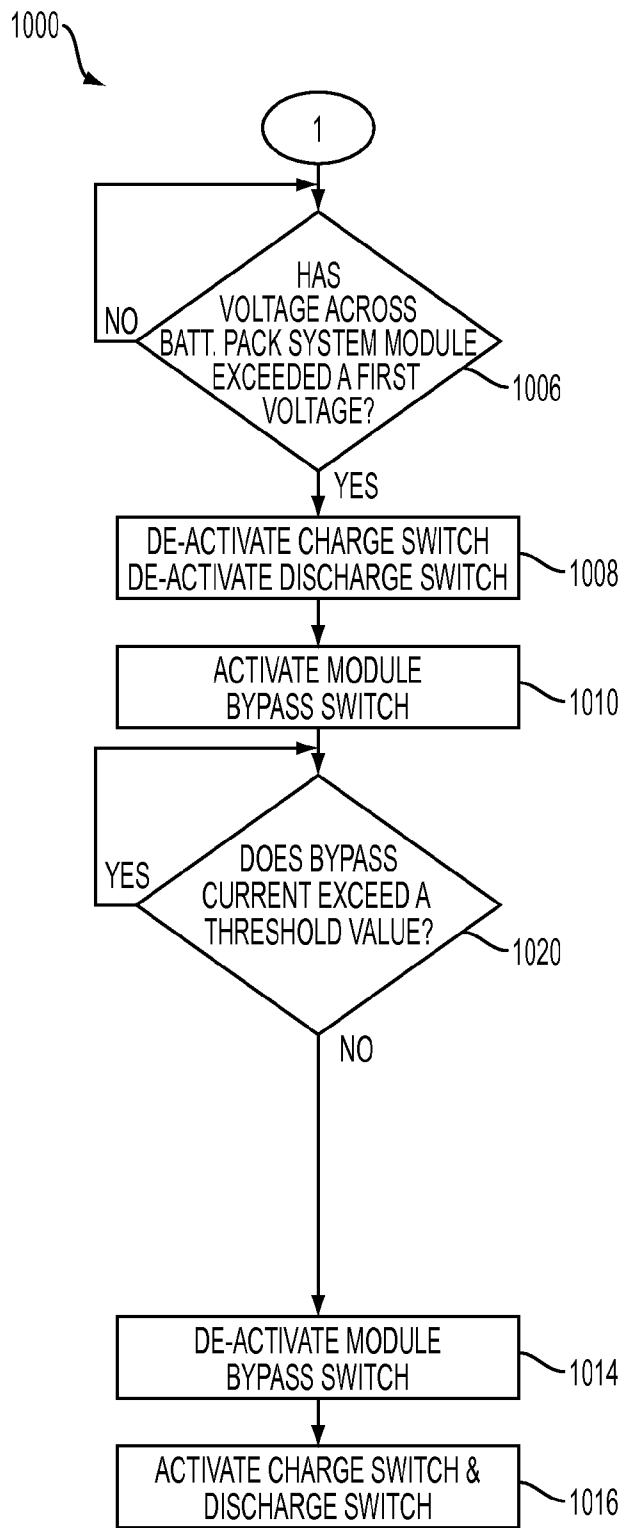 1000
1
HAS
VOLTAGE ACROSS
BATT. PACK SYSTEM MODULE
EXCEEDED A FIRST
VOLTAGE?
NO
1006
YES
DE-ACTIVATE CHARGE SWITCH
DE-ACTIVATE DISCHARGE SWITCH
1008
ACTIVATE MODULE
BYPASS SWITCH
1010
YES
DOES BYPASS
CURRENT EXCEED A
THRESHOLD VALUE?
1020
NO
DE-ACTIVATE MODULE
BYPASS SWITCH
1014
ACTIVATE CHARGE SWITCH &
DISCHARGE SWITCH
1016